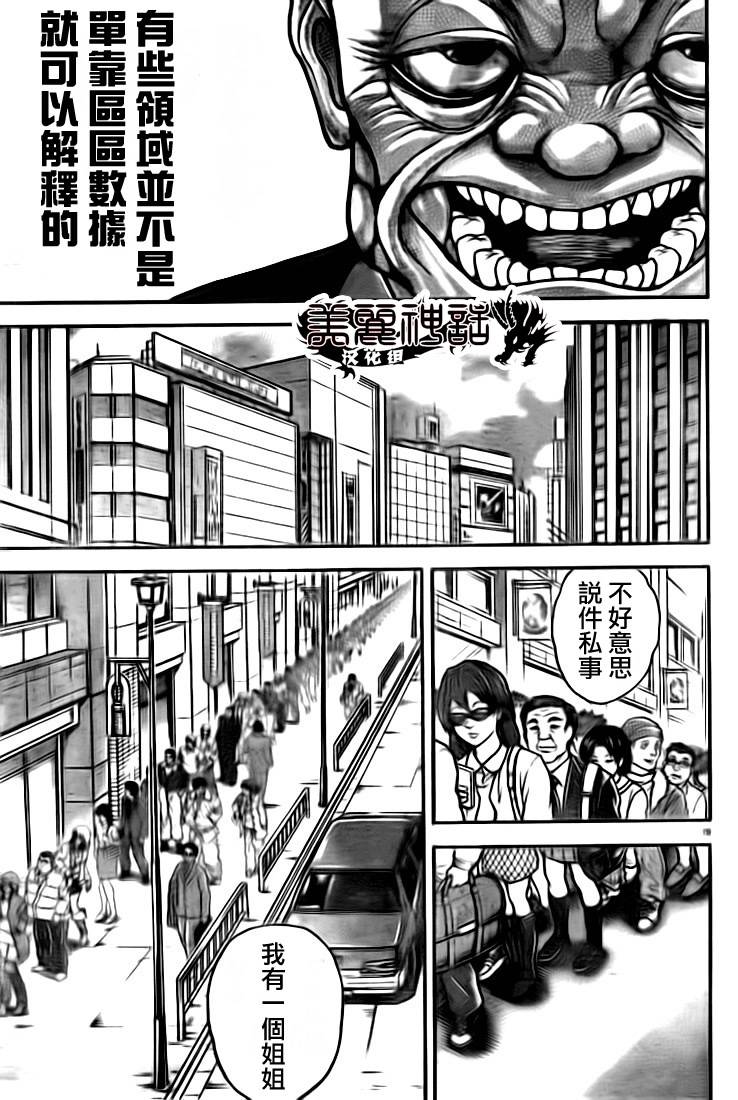 有些領域並不是
單靠區區數據
就可以解釋的
美麗神話
汉化组
不好意思
説件私事
我有一個姐姐